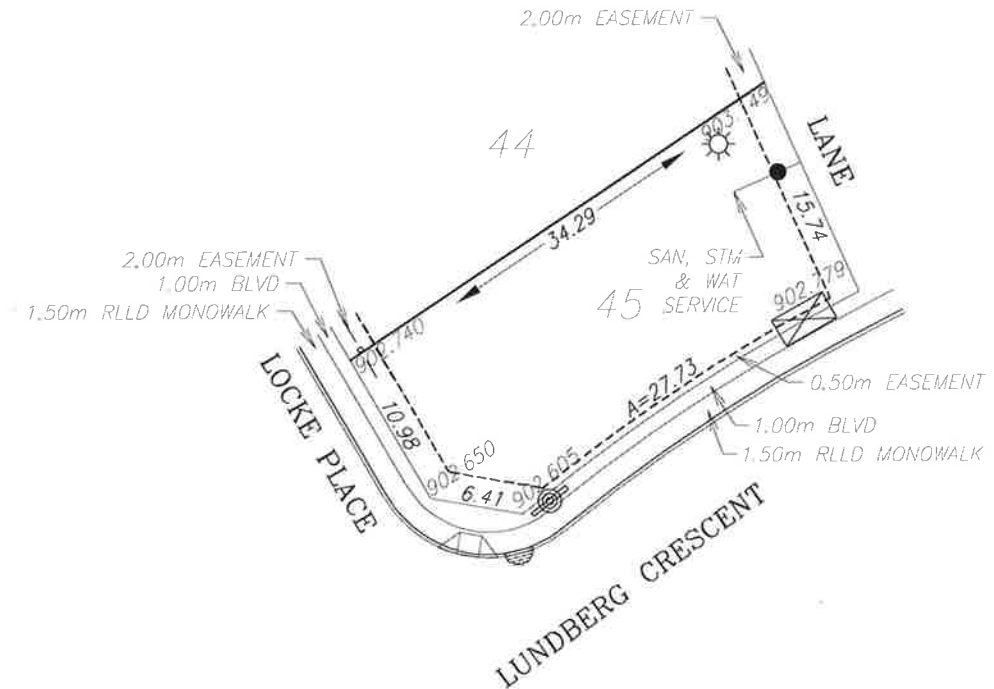 2.00m EASEMENT
44
903. 49
LANE
34.29
15.74
2.00m EASEMENT
1.00m BLVD
1.50m RLLD MONOWALK
SAN, STM
& WAT
SERVICE
45
902.779
902.740
LOCKE PLACE
10.98
A=27.73
0.50m EASEMENT
1.00m BLVD
1.50m RLLD MONOWALK
902.650
6.41
902.605
LUNDBERG CRESCENT